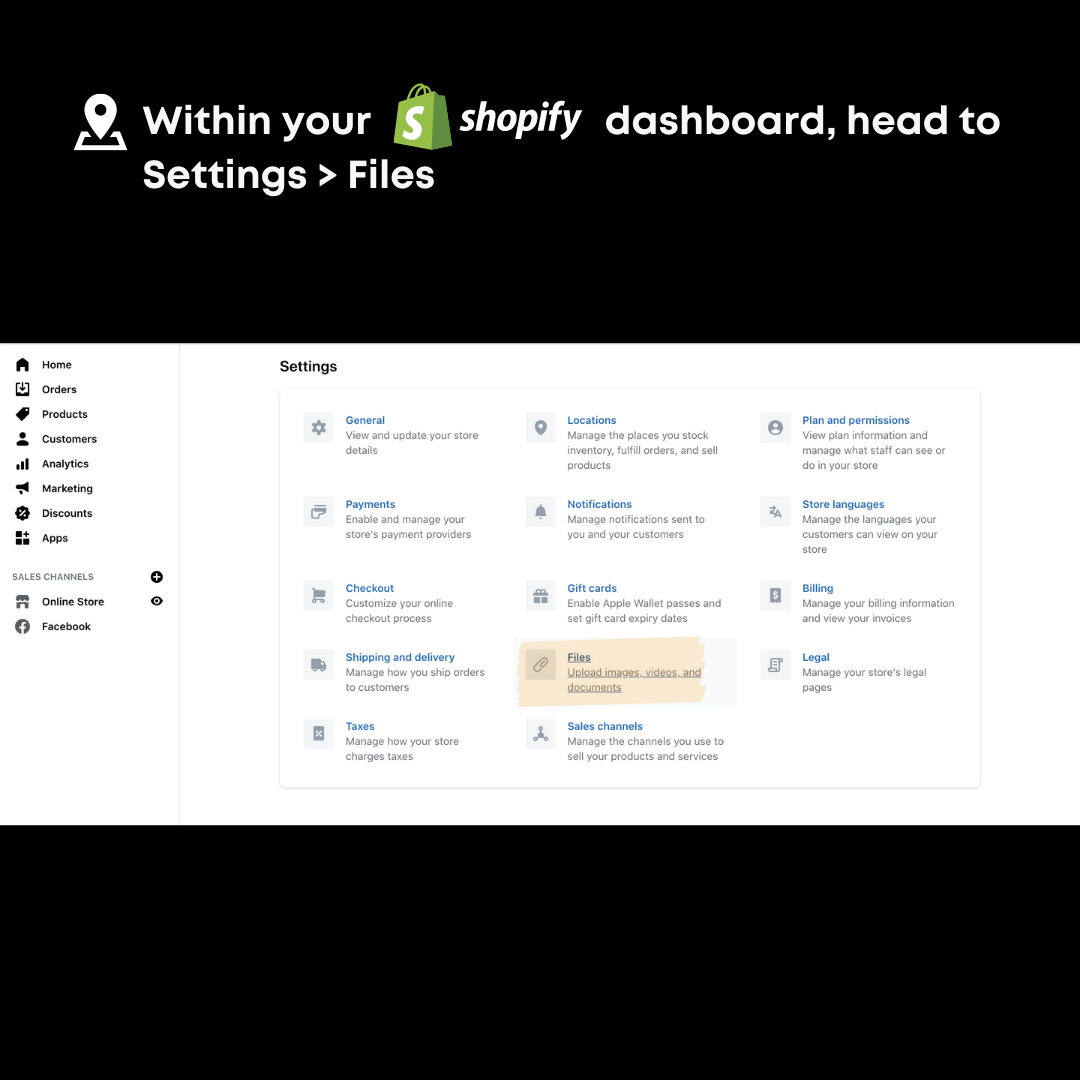 Within your shopify dashboard, head to
Settings > Files
Home
Orders
Products
Customers
Analytics
Marketing
Discounts
Apps
SALES CHANNELS
Online Store
Facebook
Settings
General
View and update your store
details
Locations
Manage the places you stock
inventory, fulfill orders, and sell
products
Plan and permissions
View plan information and
manage what staff can see or
do in your store
Payments
Enable and manage your
store's payment providers
Notifications
Manage notifications sent to
you and your customers
Store languages
Manage the languages your
customers can view on your
store
Checkout
Customize your online
checkout process
Gift cards
Enable Apple Wallet passes and
set gift card expiry dates
Billing
Manage your billing information
and view your invoices
Shipping and delivery
Manage how you ship orders
to customers
Files
Upload images, videos, and
documents
Legal
Manage your store's legal
pages
Taxes
Manage how your store
charges taxes
Sales channels
Manage the channels you use to
sell your products and services